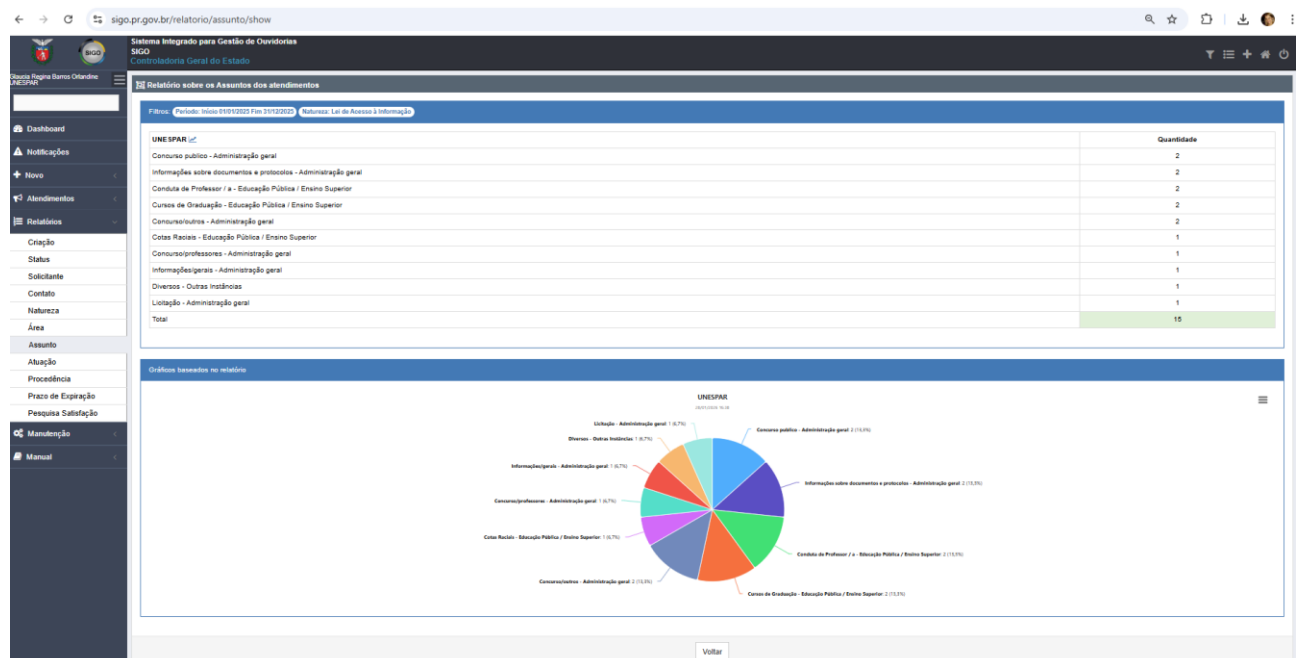 sigo.pr.gov.br/relatorio/assunto/show
SIGO
Sistema Integrado para Gestão de Ouvidorias
SIGO
Controladoria Geral do Estado
Glaucia Regina Barros Orlandine
UNESPAR
Relatório sobre os Assuntos dos atendimentos
Dashboard
Notificações
Novo
Atendimentos
Relatórios
Criação
Status
Solicitante
Contato
Natureza
Área
Assunto
Atuação
Procedência
Prazo de Expiração
Pesquisa Satisfação
Manutenção
Manual
Filtros: Período: Início 01/01/2025 Fim 31/12/2025 Natureza: Lei de Acesso à Informação
UNESPAR Quantidade
Concurso publico - Administração geral 2
Informações sobre documentos e protocolos - Administração geral 2
Conduta de Professor / a - Educação Pública / Ensino Superior 2
Cursos de Graduação - Educação Pública / Ensino Superior 2
Concurso/outros - Administração geral 2
Cotas Raciais - Educação Pública / Ensino Superior 1
Concurso/professores - Administração geral 1
Informações/gerais - Administração geral 1
Diversos - Outras Instâncias 1
Licitação - Administração geral 1
Total 15
Gráficos baseados no relatório
UNESPAR
Licitação - Administração geral: 1 (6,7%)
Concurso publico - Administração geral: 2 (13,3%)
Diversos - Outras Instâncias: 1 (6,7%)
Informações/gerais - Administração geral: 1 (6,7%)
Informações sobre documentos e protocolos - Administração geral: 2 (13,3%)
Concurso/professores - Administração geral: 1 (6,7%)
Cotas Raciais - Educação Pública / Ensino Superior: 1 (6,7%)
Conduta de Professor / a - Educação Pública / Ensino Superior: 2 (13,3%)
Concurso/outros - Administração geral: 2 (13,3%)
Cursos de Graduação - Educação Pública / Ensino Superior: 2 (13,3%)
Voltar